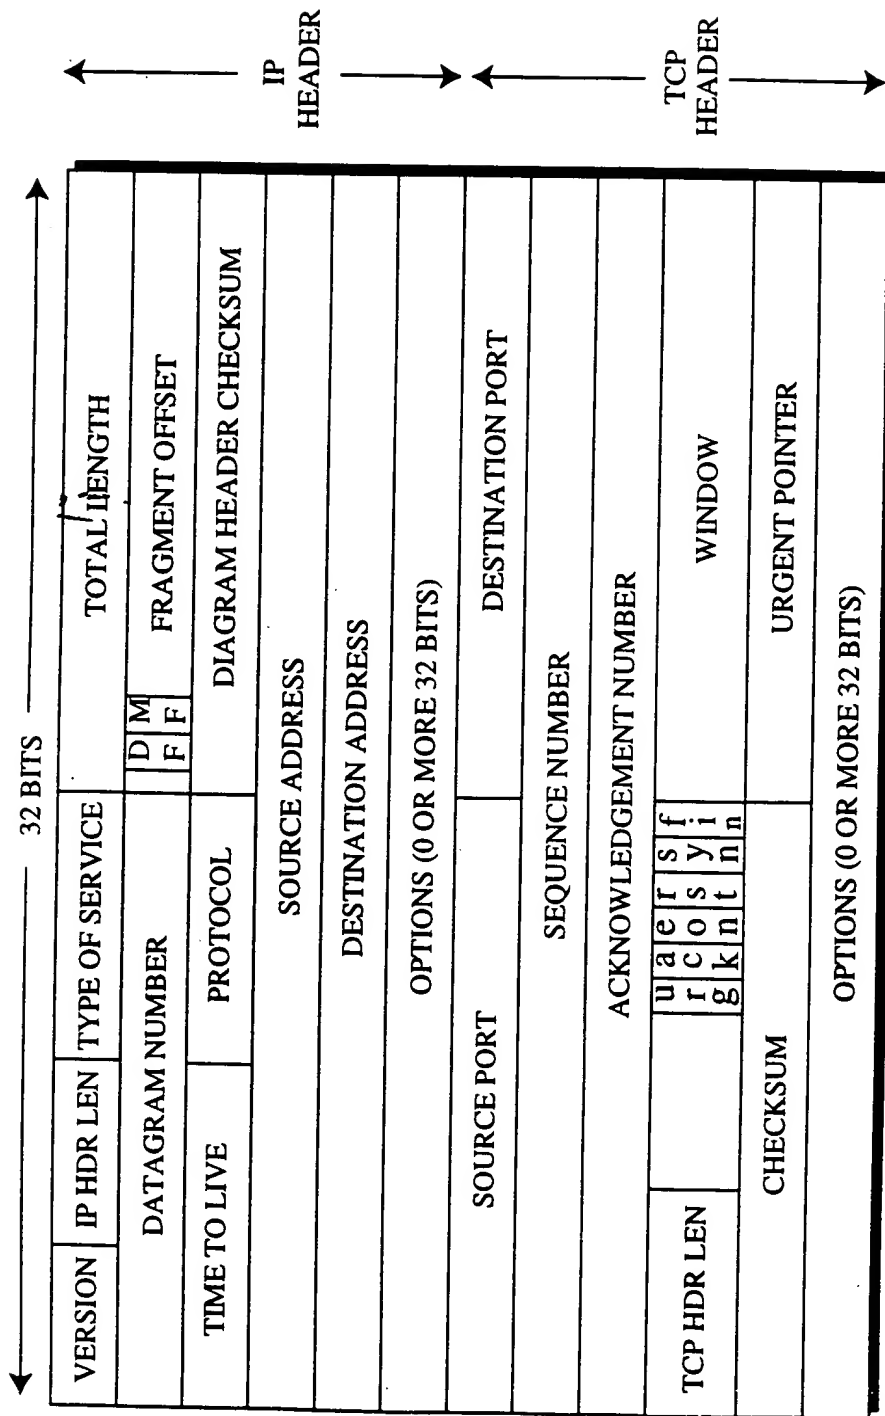 32 BITS
VERSION IP HDR LEN TYPE OF SERVICE TOTAL LENGTH
DATAGRAM NUMBER D M FRAGMENT OFFSET
F F
TIME TO LIVE PROTOCOL DIAGRAM HEADER CHECKSUM
SOURCE ADDRESS
DESTINATION ADDRESS
OPTIONS (0 OR MORE 32 BITS)
IP
HEADER
SOURCE PORT DESTINATION PORT
SEQUENCE NUMBER
ACKNOWLEDGEMENT NUMBER
TCP HDR LEN u a e r s f WINDOW
r c o s y i
g k n t n n
CHECKSUM URGENT POINTER
OPTIONS (0 OR MORE 32 BITS)
TCP
HEADER